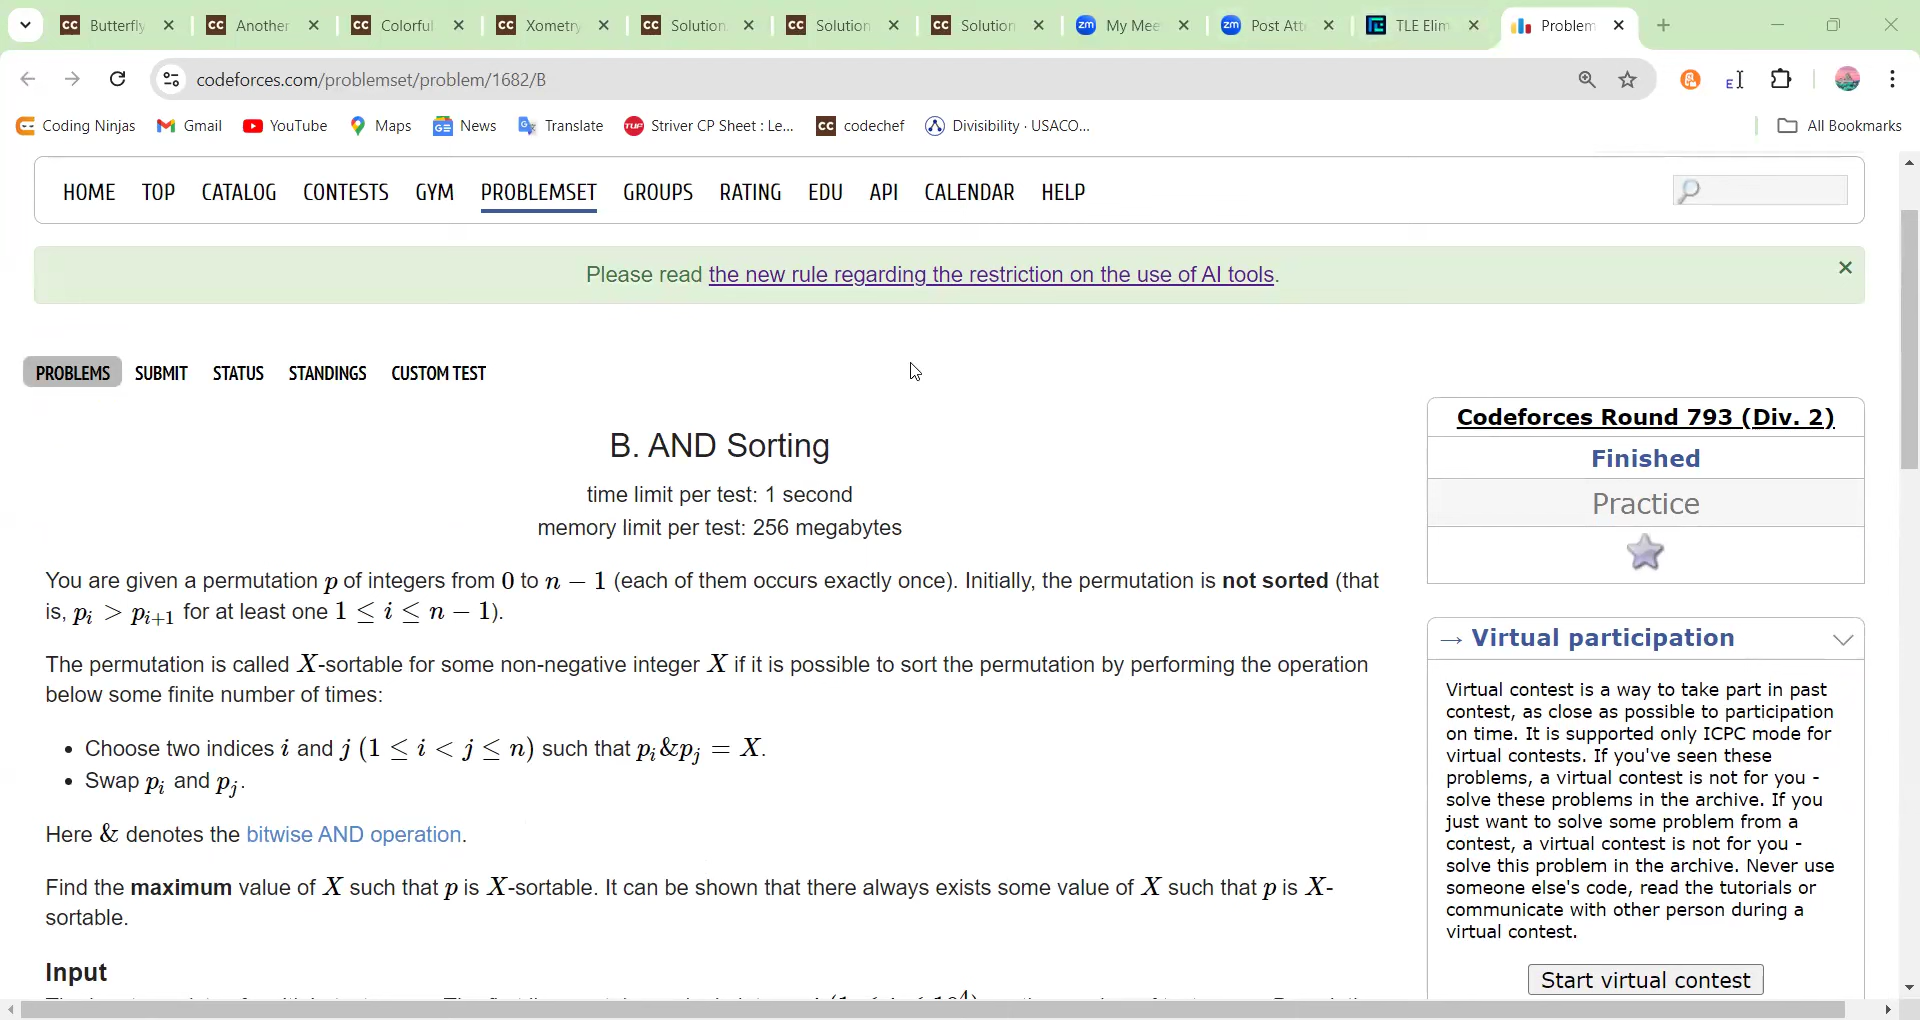 Butterfly
Another
Colorful
Xometry
Solution
Solution
Solution
My Mee
Post Att
TLE Elim
Problem
codeforces.com/problemset/problem/1682/B
Coding Ninjas
Gmail
YouTube
Maps
News
Translate
Striver CP Sheet : Le...
codechef
Divisibility · USACO...
All Bookmarks
HOME TOP CATALOG CONTESTS GYM PROBLEMSET GROUPS RATING EDU API CALENDAR HELP
Please read the new rule regarding the restriction on the use of AI tools.
PROBLEMS SUBMIT STATUS STANDINGS CUSTOM TEST
B. AND Sorting
time limit per test: 1 second
memory limit per test: 256 megabytes
You are given a permutation p of integers from 0 to n − 1 (each of them occurs exactly once). Initially, the permutation is not sorted (that
is, p_i > p_{i+1} for at least one 1 ≤ i ≤ n − 1).
The permutation is called X-sortable for some non-negative integer X if it is possible to sort the permutation by performing the operation
below some finite number of times:
• Choose two indices i and j (1 ≤ i < j ≤ n) such that p_i&p_j = X.
• Swap p_i and p_j.
Here & denotes the bitwise AND operation.
Find the maximum value of X such that p is X-sortable. It can be shown that there always exists some value of X such that p is X-
sortable.
Input
Codeforces Round 793 (Div. 2)
Finished
Practice
→ Virtual participation
Virtual contest is a way to take part in past
contest, as close as possible to participation
on time. It is supported only ICPC mode for
virtual contests. If you've seen these
problems, a virtual contest is not for you -
solve these problems in the archive. If you
just want to solve some problem from a
contest, a virtual contest is not for you -
solve this problem in the archive. Never use
someone else's code, read the tutorials or
communicate with other person during a
virtual contest.
Start virtual contest